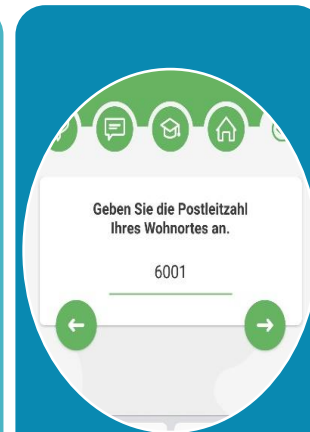 Geben Sie die Postleitzahl
Ihres Wohnortes an.
6001